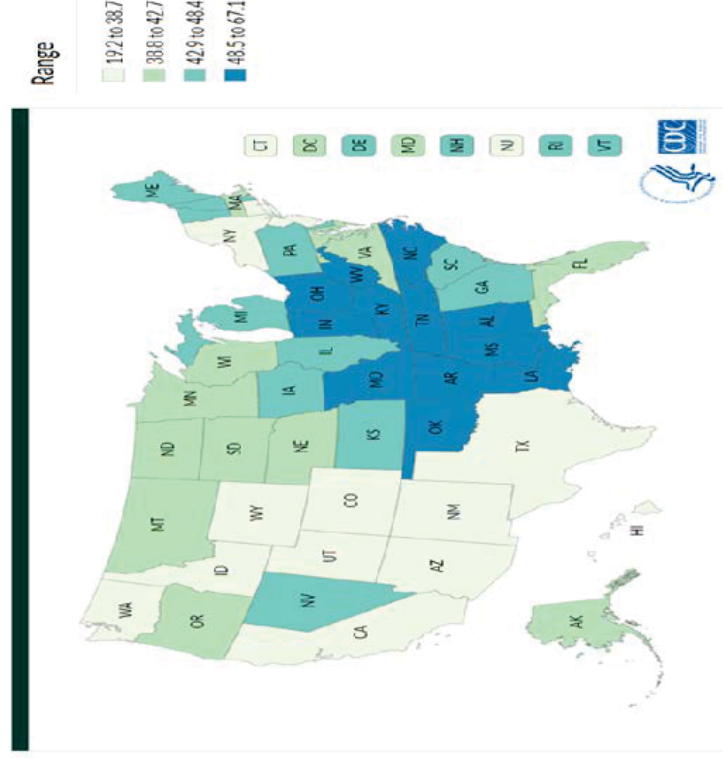 Range
19.2 to 38.7
38.8 to 42.7
42.9 to 48.4
48.5 to 67.1
WA
OR
CA
NV
ID
MT
WY
UT
AZ
CO
NM
ND
SD
NE
KS
OK
TX
MN
IA
MO
AR
LA
WI
IL
MS
MI
IN
KY
TN
AL
OH
WV
GA
FL
PA
VA
NC
SC
NY
MA
ME
AK
HI
CT
DC
DE
MD
NH
NJ
RI
VT
CDC